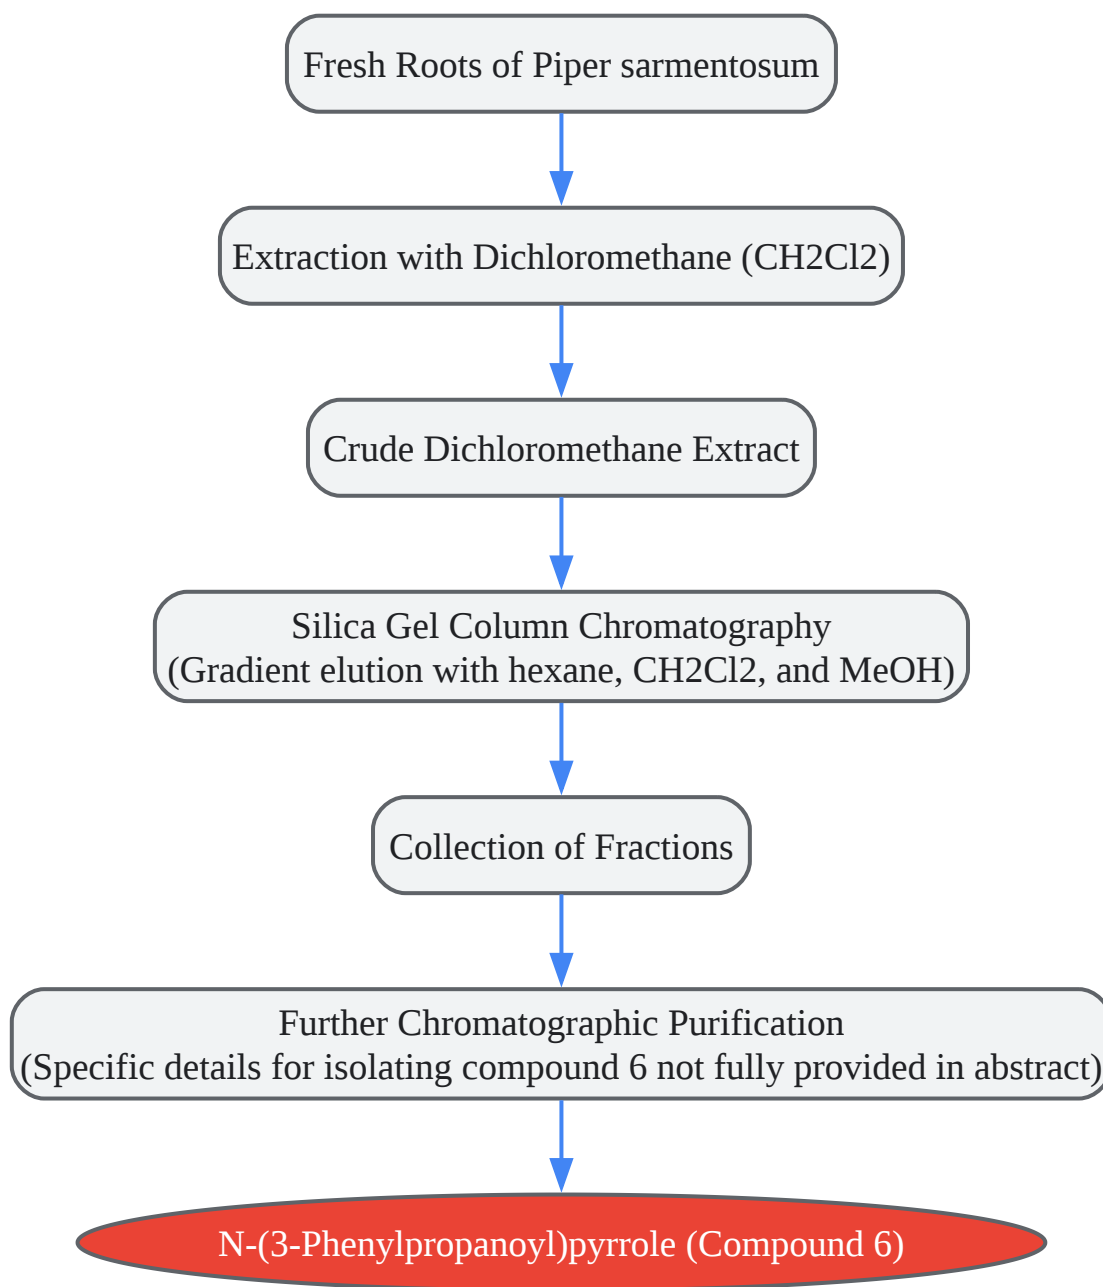 Fresh Roots of Piper sarmentosum
Extraction with Dichloromethane (CH2Cl2)
Crude Dichloromethane Extract
Silica Gel Column Chromatography
(Gradient elution with hexane, CH2Cl2, and MeOH)
Collection of Fractions
Further Chromatographic Purification
(Specific details for isolating compound 6 not fully provided in abstract)
N-(3-Phenylpropanoyl)pyrrole (Compound 6)